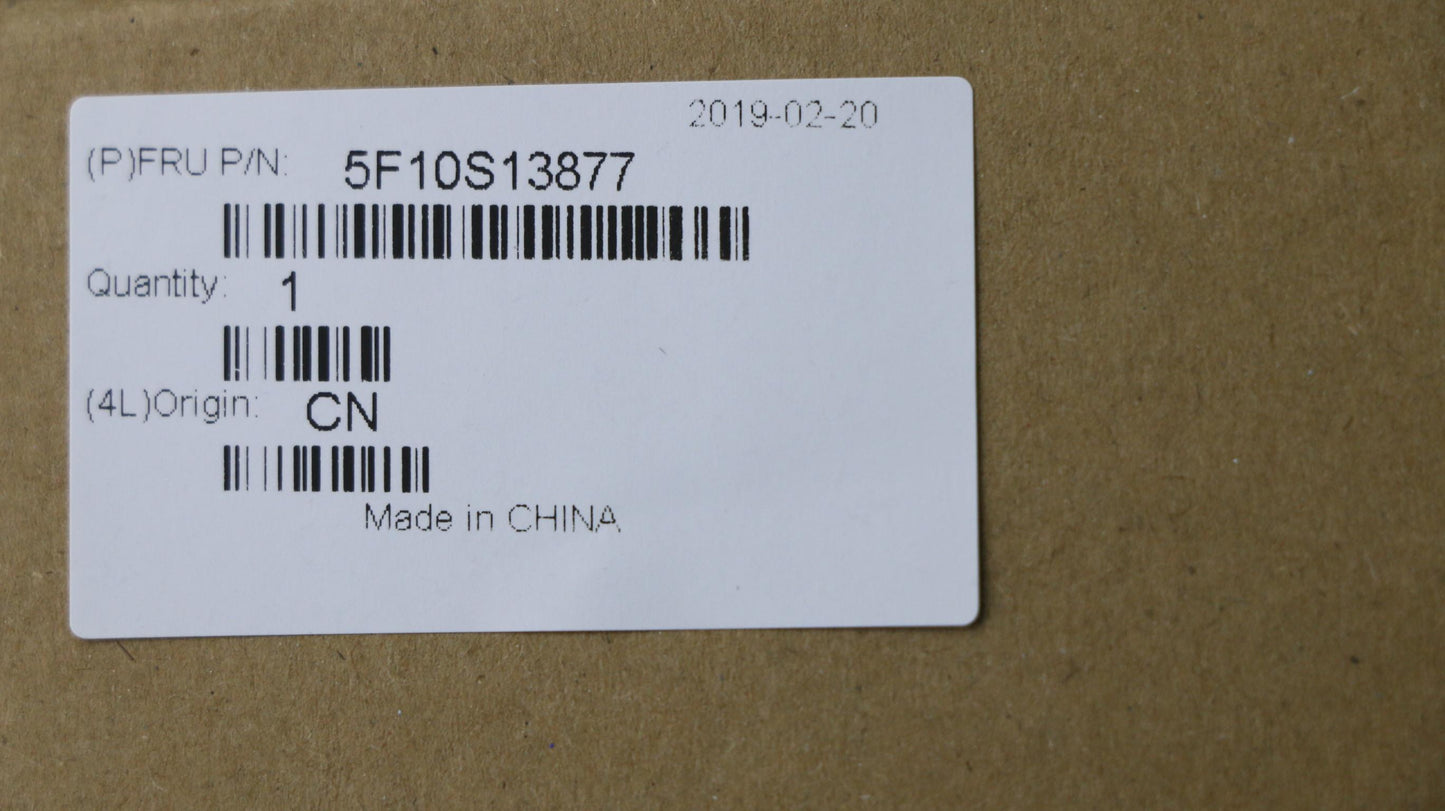 2019-02-20
(P)FRU P/N: 5F10S13877
Quantity: 1
(4L)Origin: CN
Made in CHINA